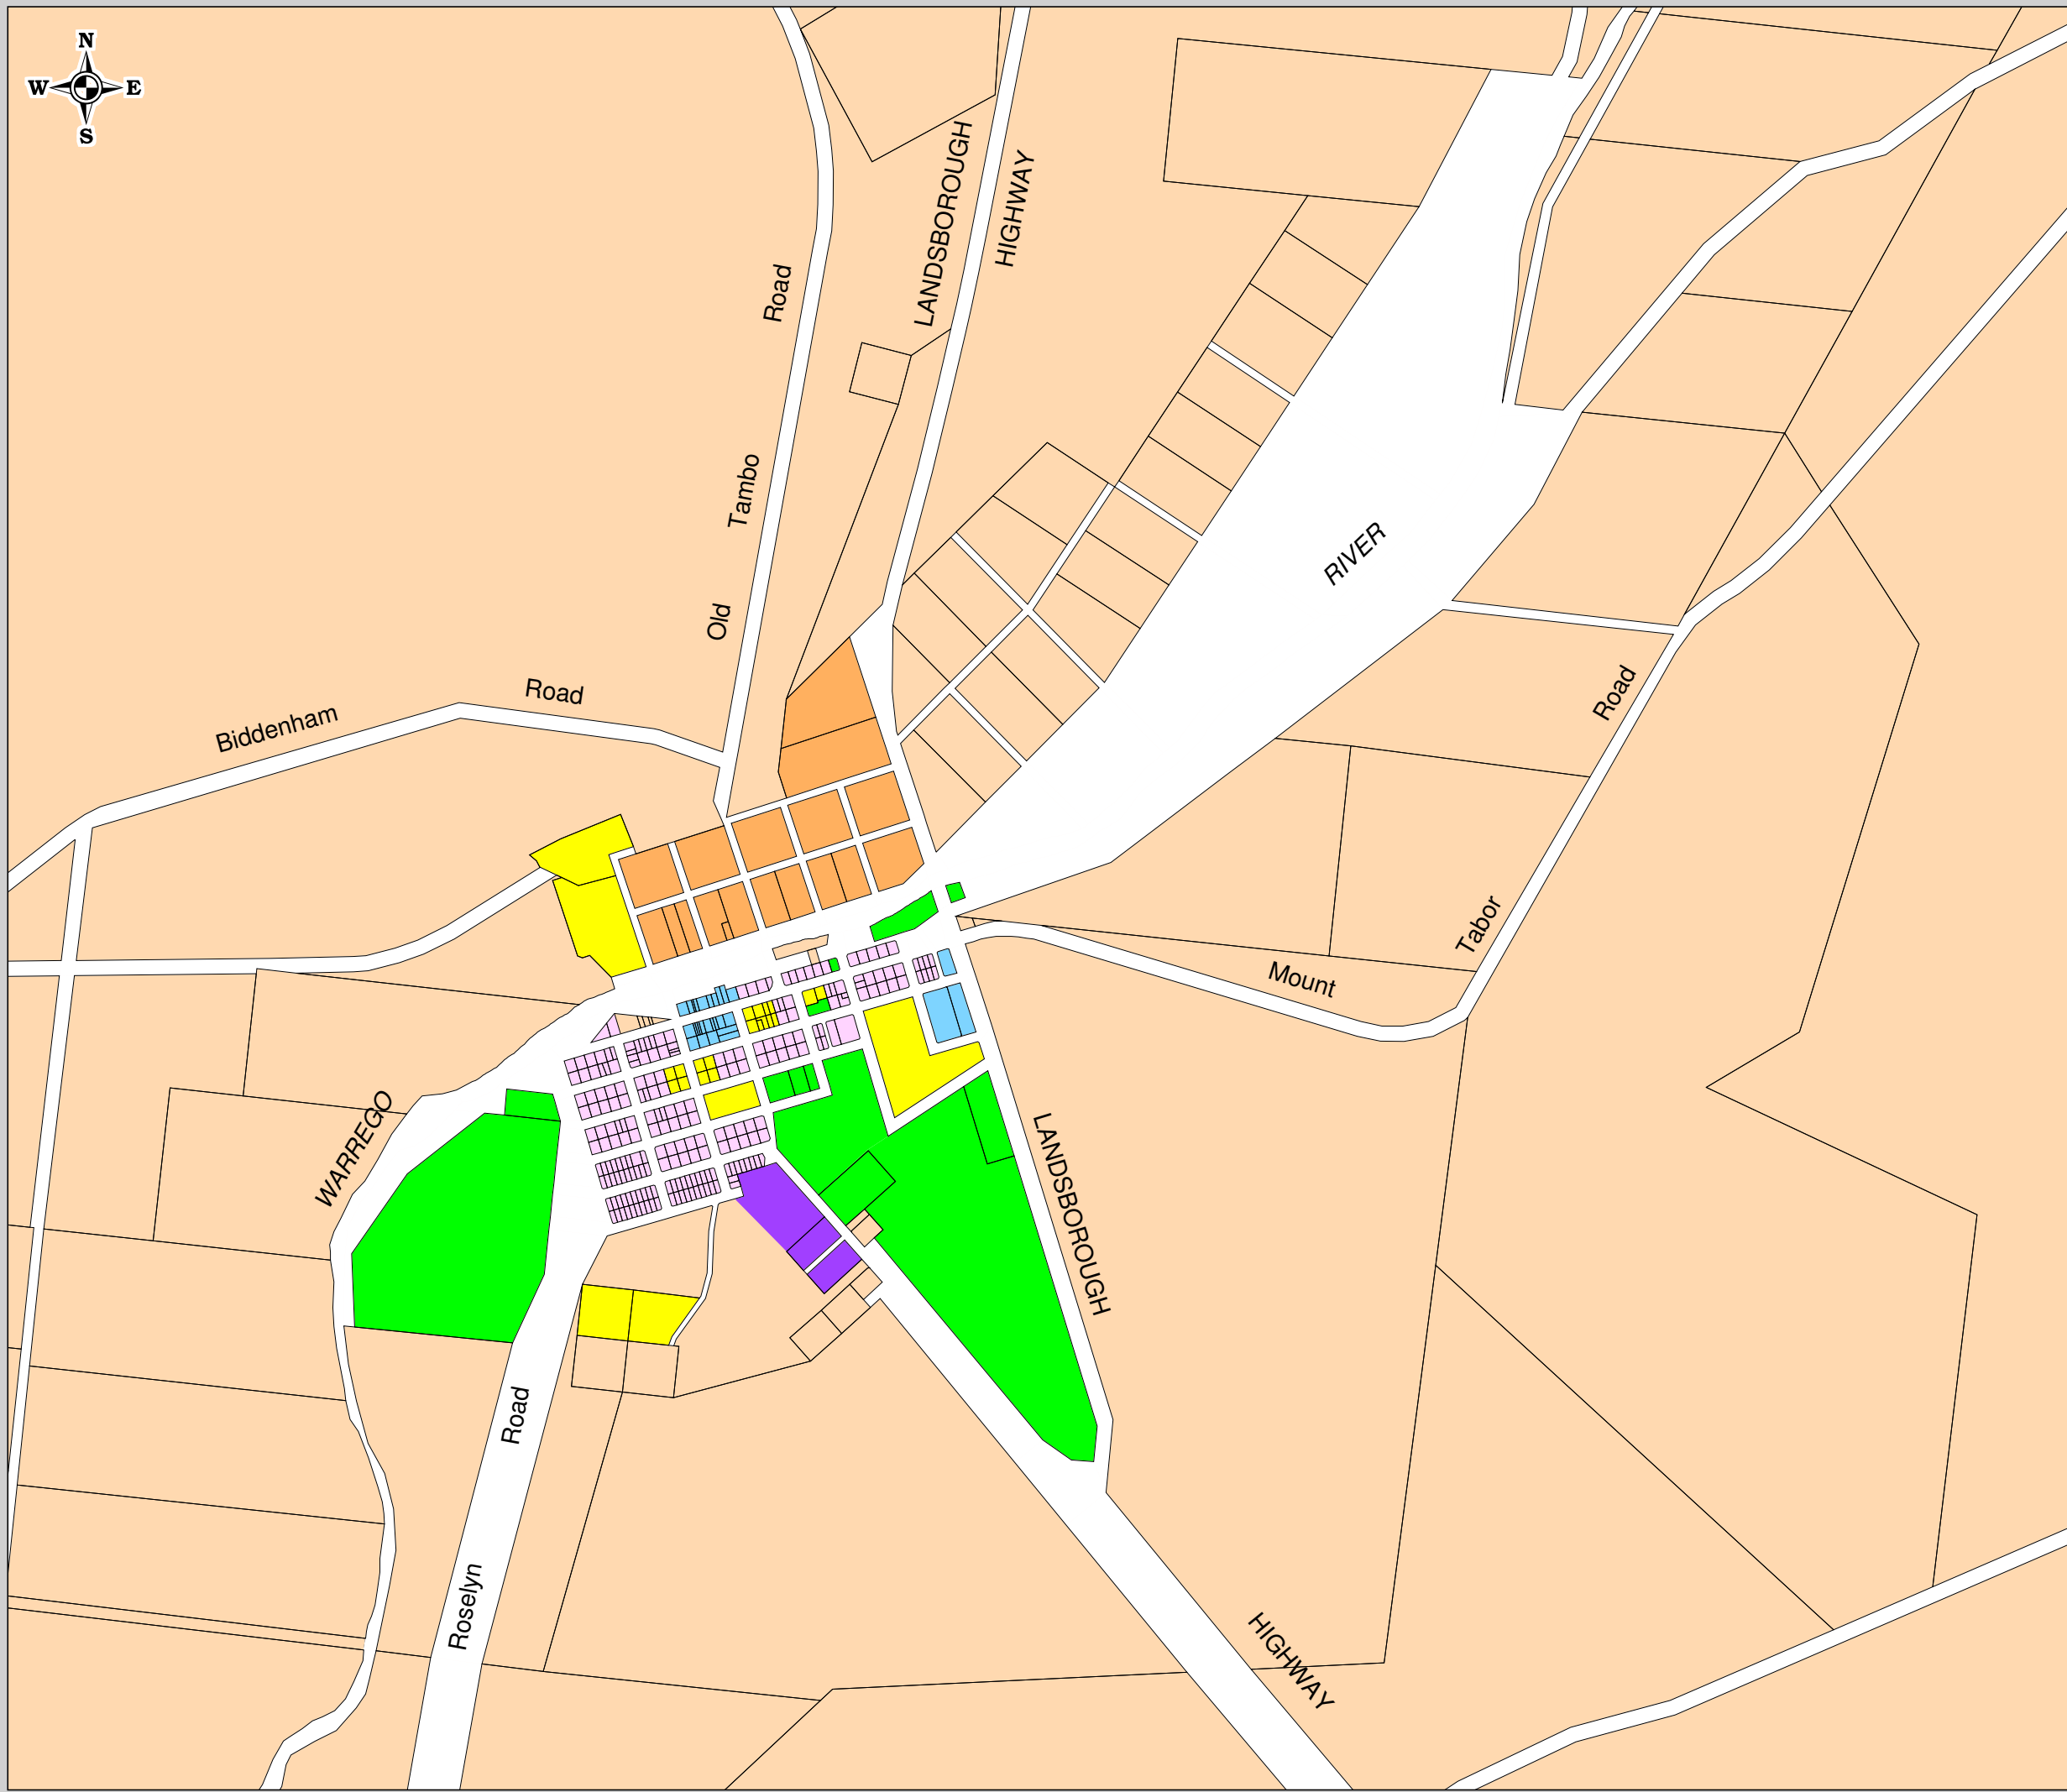 N
W E
S
LANDSBOROUGH
HIGHWAY
Old Tambo Road
RIVER
Biddenham Road
Mount Tabor Road
WARREGO
LANDSBOROUGH
HIGHWAY
Roselyn Road